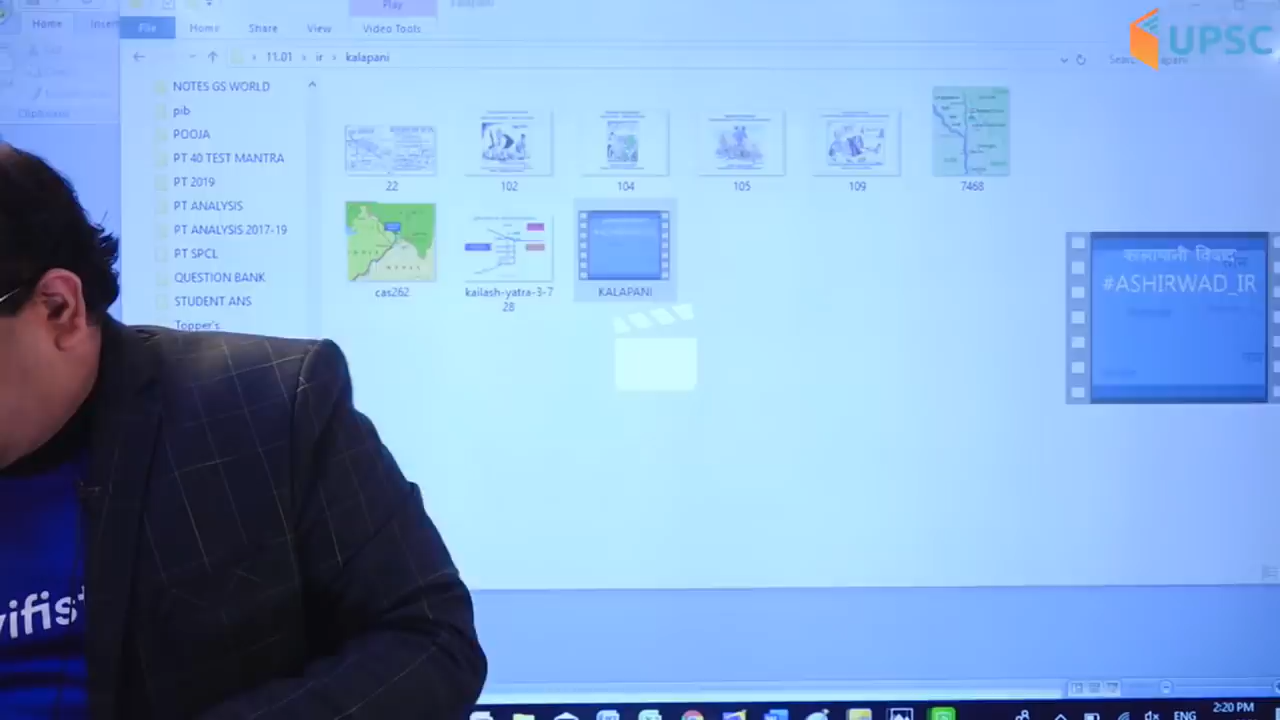 Home
Inser
Play
File
Home
Share
View
Video Tools
11.01 › ir › kalapani
UPSC
NOTES GS WORLD
pib
POOJA
PT 40 TEST MANTRA
PT 2019
PT ANALYSIS
PT ANALYSIS 2017-19
PT SPCL
QUESTION BANK
STUDENT ANS
Topper's
22
102
104
105
109
7468
cas262
kailash-yatra-3-7
28
KALAPANI
कालापानी विवाद
#ASHIRWAD_IR
ENG
2:20 PM